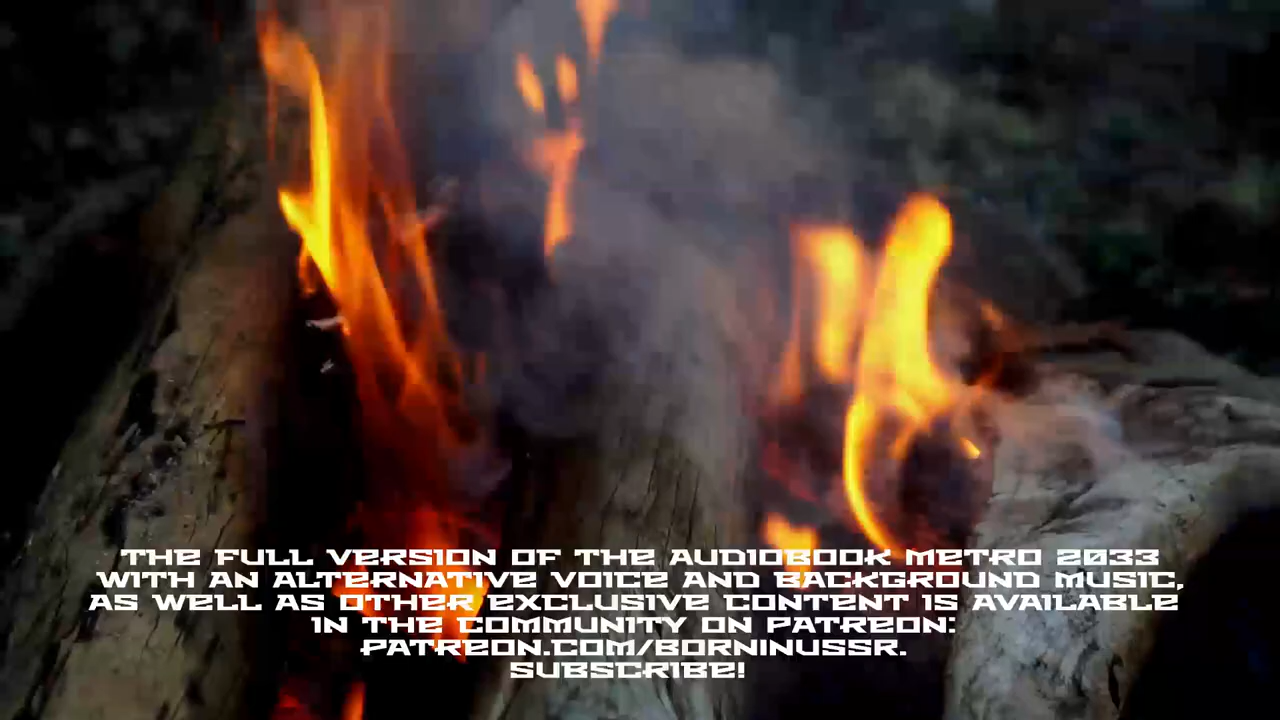 THE FULL VERSION OF THE AUDIOBOOK METRO 2033
WITH AN ALTERNATIVE VOICE AND BACKGROUND MUSIC,
AS WELL AS OTHER EXCLUSIVE CONTENT IS AVAILABLE
IN THE COMMUNITY ON PATREON:
PATREON.COM/BORNINUSSR.
SUBSCRIBE!